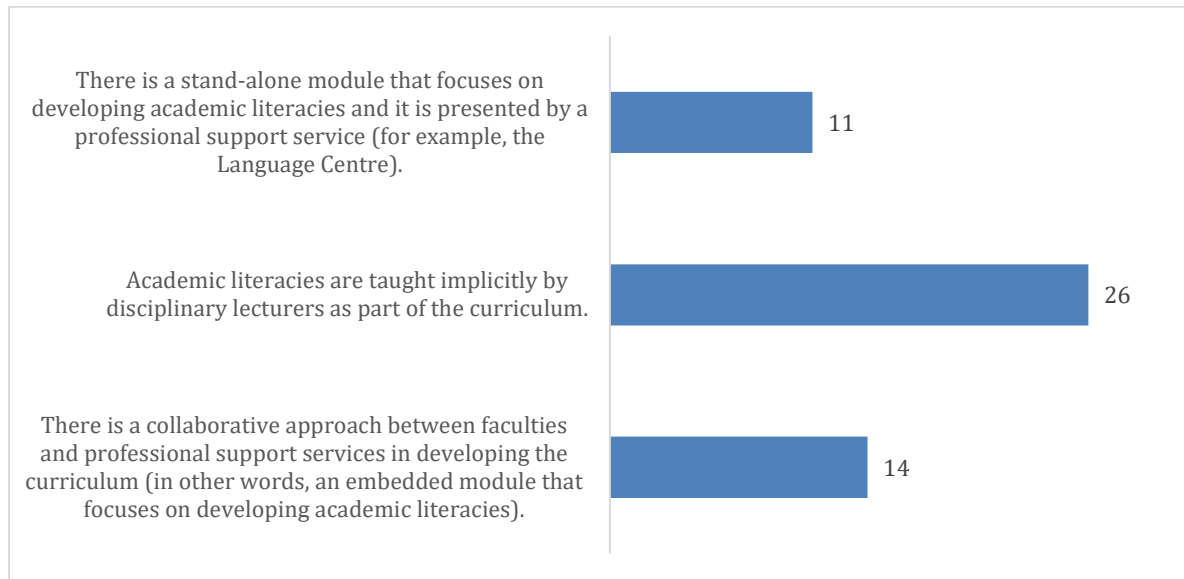 There is a stand-alone module that focuses on
developing academic literacies and it is presented by a
professional support service (for example, the
Language Centre).
11
Academic literacies are taught implicitly by
disciplinary lecturers as part of the curriculum.
26
There is a collaborative approach between faculties
and professional support services in developing the
curriculum (in other words, an embedded module that
focuses on developing academic literacies).
14